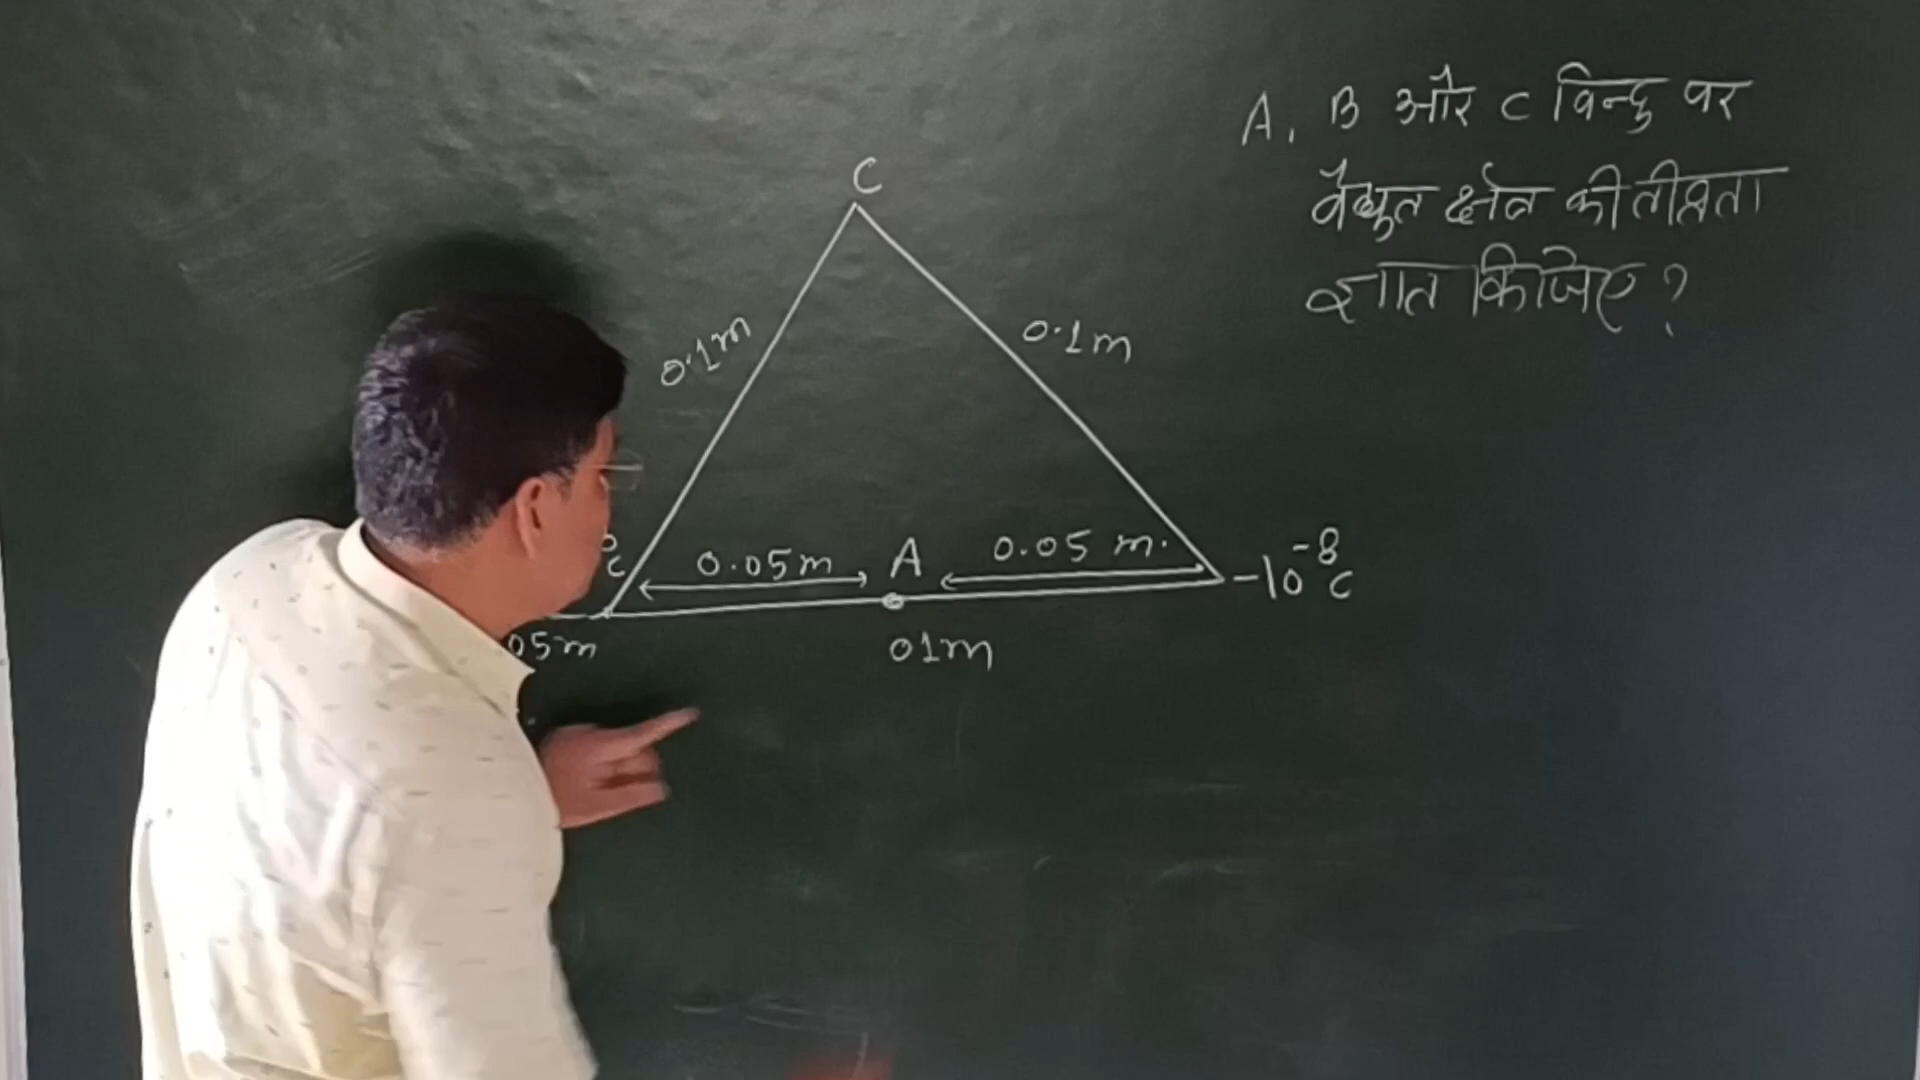 A, B और C विन्दु पर
वैद्युत क्षेत्र की तीव्रता
ज्ञात किजिए?
C
0.1m
0.1m
0.05m
A
0.05 m.
-10⁻⁸C
c
05m
01m